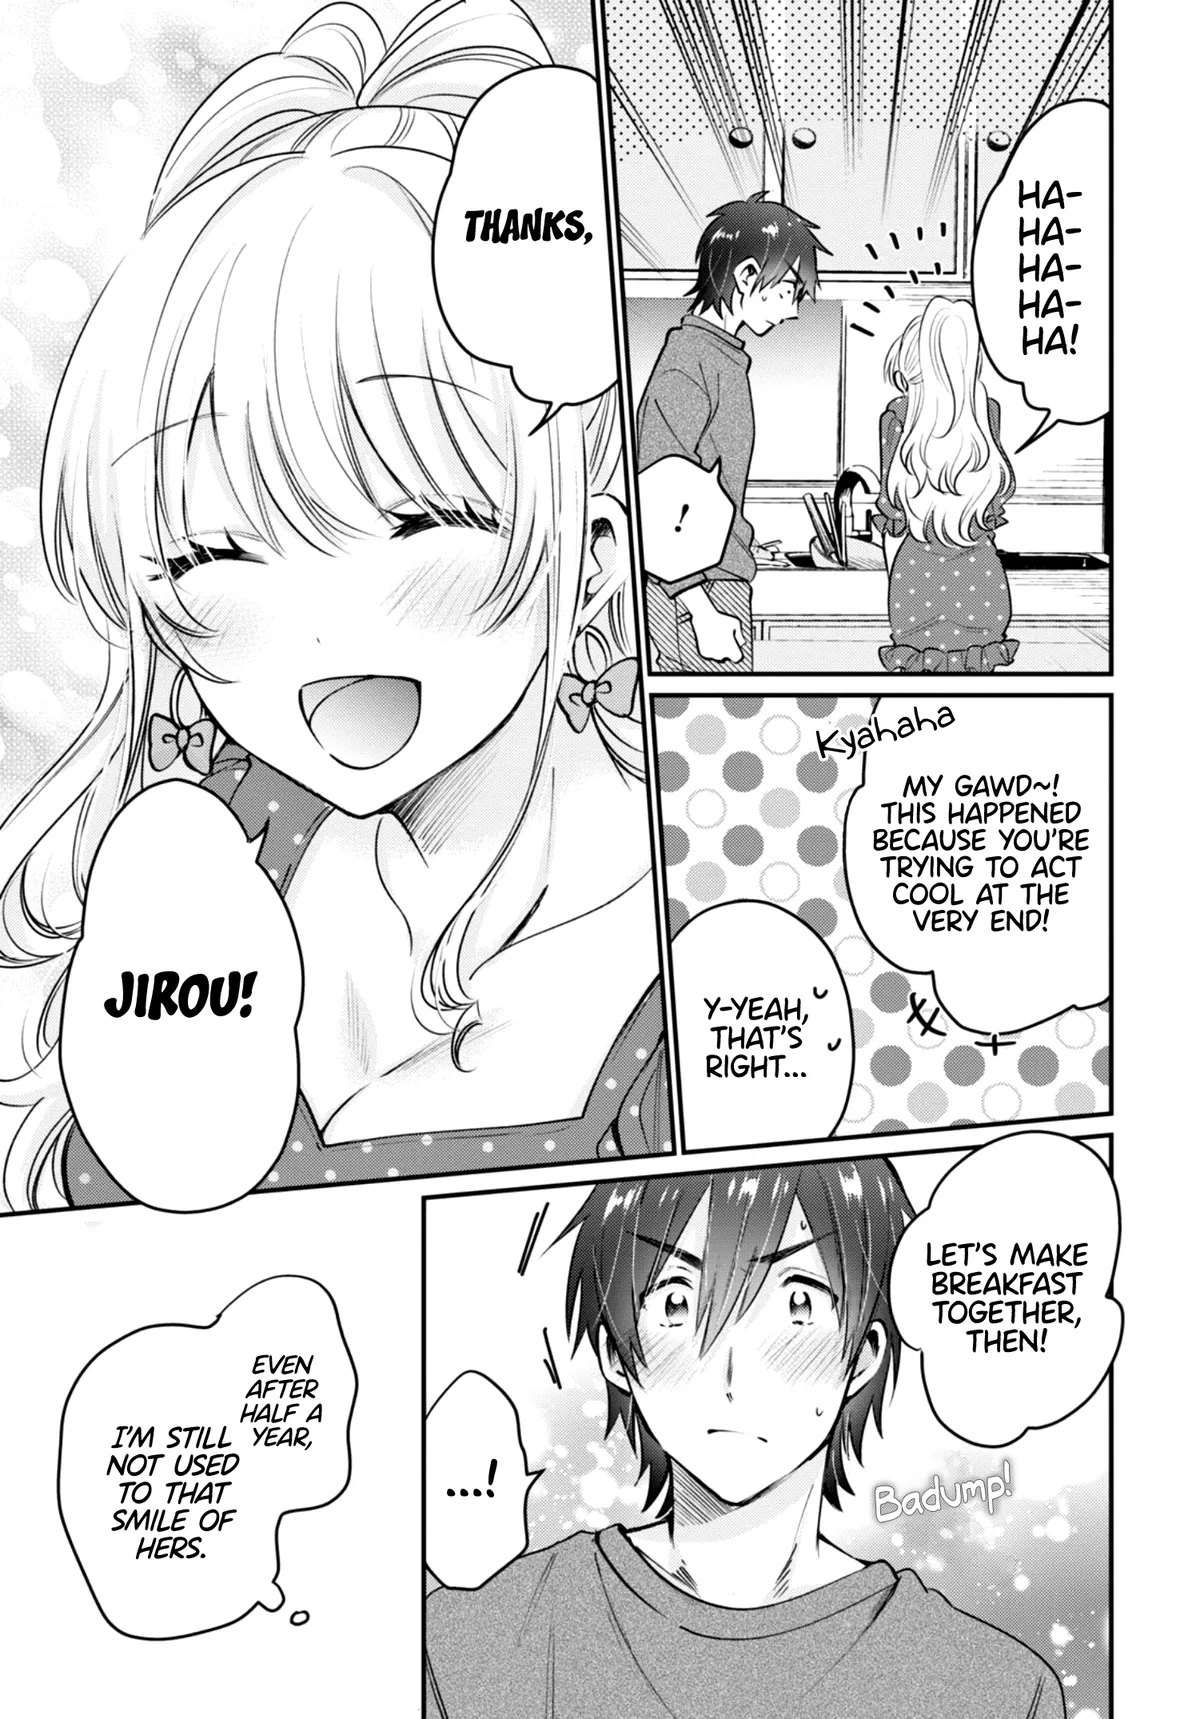 HA-
HA-
HA-
HA-
HA!
!
Kyahaha
MY GAWD~!
THIS HAPPENED
BECAUSE YOU'RE
TRYING TO ACT
COOL AT THE
VERY END!
Y-YEAH,
THAT'S
RIGHT...
THANKS,
JIROU!
LET'S MAKE
BREAKFAST
TOGETHER,
THEN!
Badump!
...!
EVEN
AFTER
HALF A
YEAR,
I'M STILL
NOT USED
TO THAT
SMILE OF
HERS.